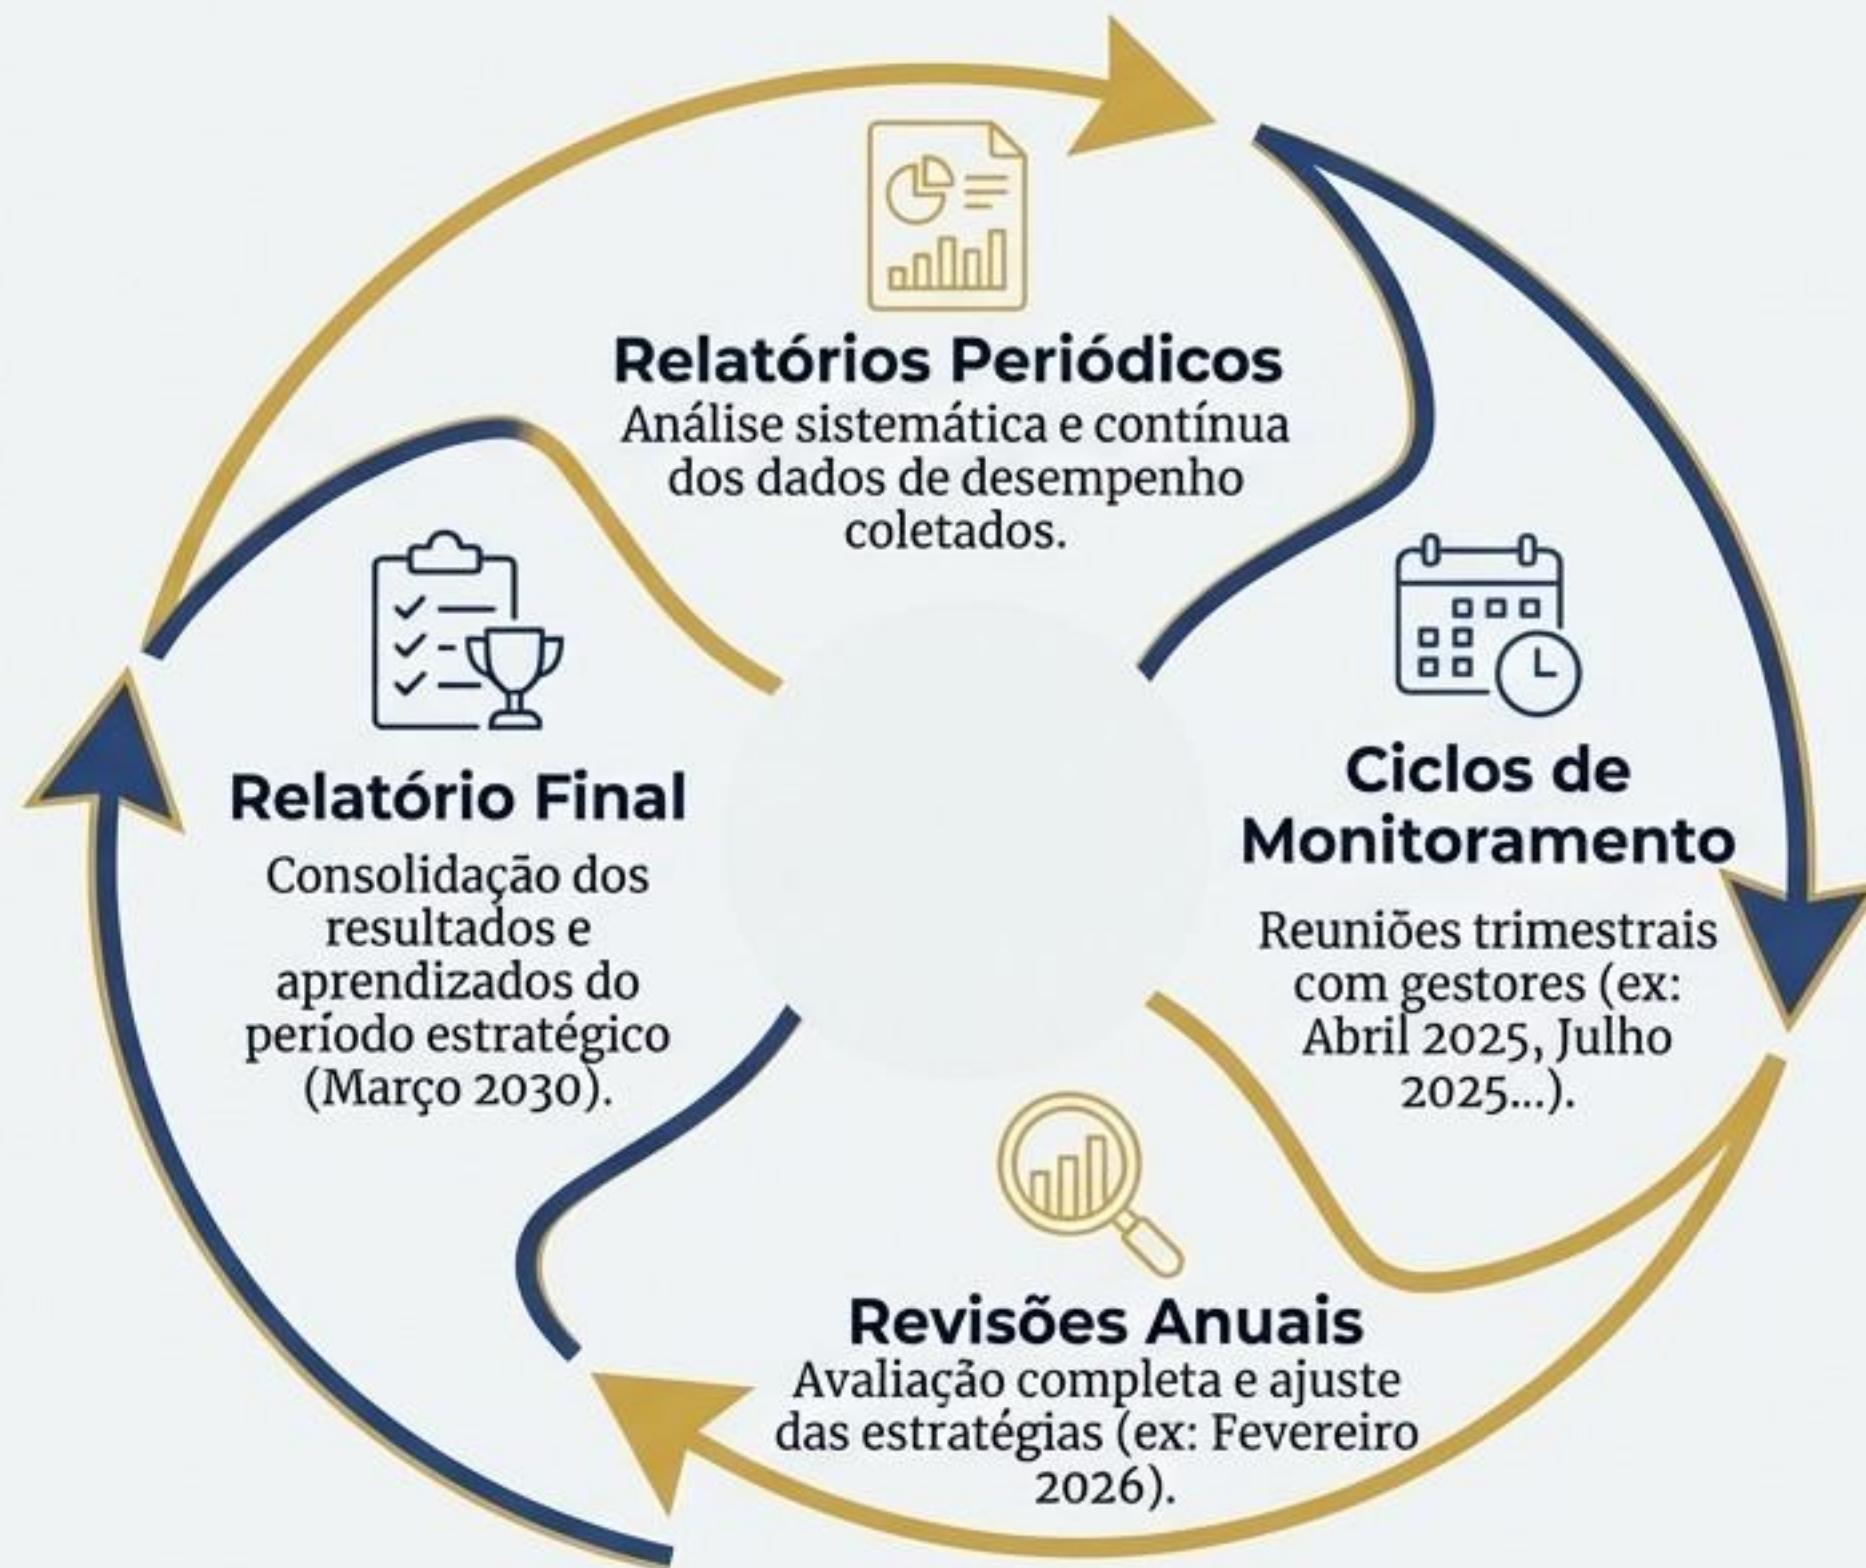 Relatórios Periódicos
Análise sistemática e contínua
dos dados de desempenho
coletados.
Ciclos de
Monitoramento
Reuniões trimestrais
com gestores (ex:
Abril 2025, Julho
2025...).
Revisões Anuais
Avaliação completa e ajuste
das estratégias (ex: Fevereiro
2026).
Relatório Final
Consolidação dos
resultados e
aprendizados do
período estratégico
(Março 2030).